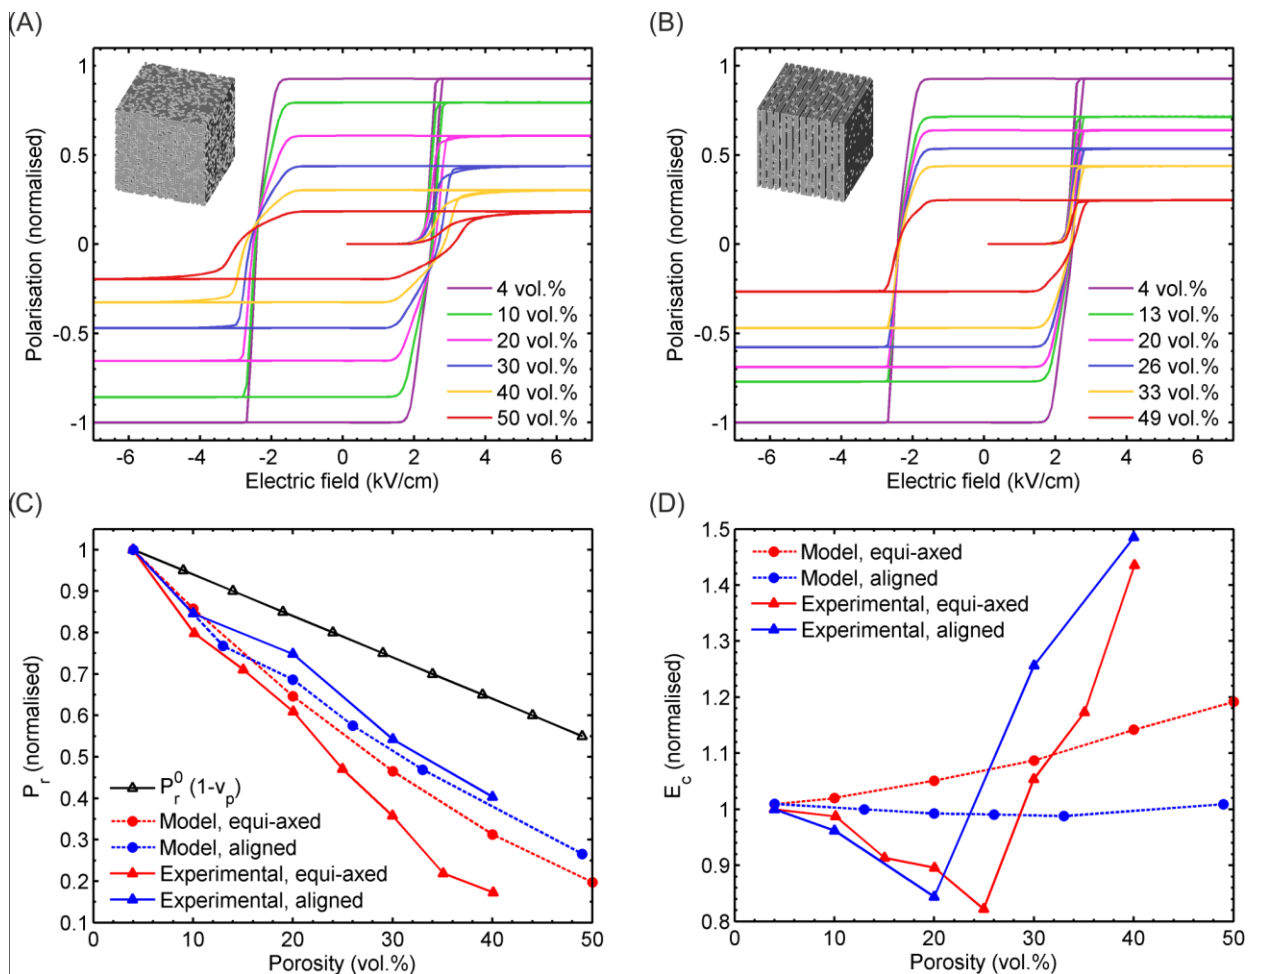 (A)
Polarisation (normalised)
1
0.5
0
-0.5
-1
-6
-4
-2
0
2
4
6
Electric field (kV/cm)
4 vol.%
10 vol.%
20 vol.%
30 vol.%
40 vol.%
50 vol.%
(B)
Polarisation (normalised)
1
0.5
0
-0.5
-1
-6
-4
-2
0
2
4
6
Electric field (kV/cm)
4 vol.%
13 vol.%
20 vol.%
26 vol.%
33 vol.%
49 vol.%
(C)
P_r (normalised)
1
0.9
0.8
0.7
0.6
0.5
0.4
0.3
0.2
0.1
0
10
20
30
40
50
Porosity (vol.%)
P_r^0 (1-v_p)
Model, equi-axed
Model, aligned
Experimental, equi-axed
Experimental, aligned
(D)
E_c (normalised)
1.5
1.4
1.3
1.2
1.1
1.0
0.9
0.8
0
10
20
30
40
50
Porosity (vol.%)
Model, equi-axed
Model, aligned
Experimental, equi-axed
Experimental, aligned